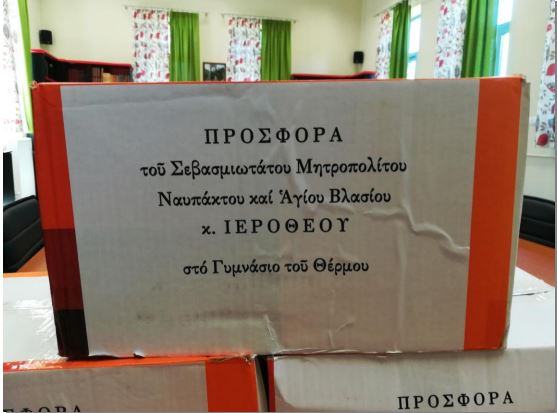 ΠΡΟΣΦΟΡΑ
τοῦ Σεβασμιωτάτου Μητροπολίτου
Ναυπάκτου καί Ἁγίου Βλασίου
κ. ΙΕΡΟΘΕΟΥ
στό Γυμνάσιο τοῦ Θέρμου
ΠΡΟΣΦΟΡΑ